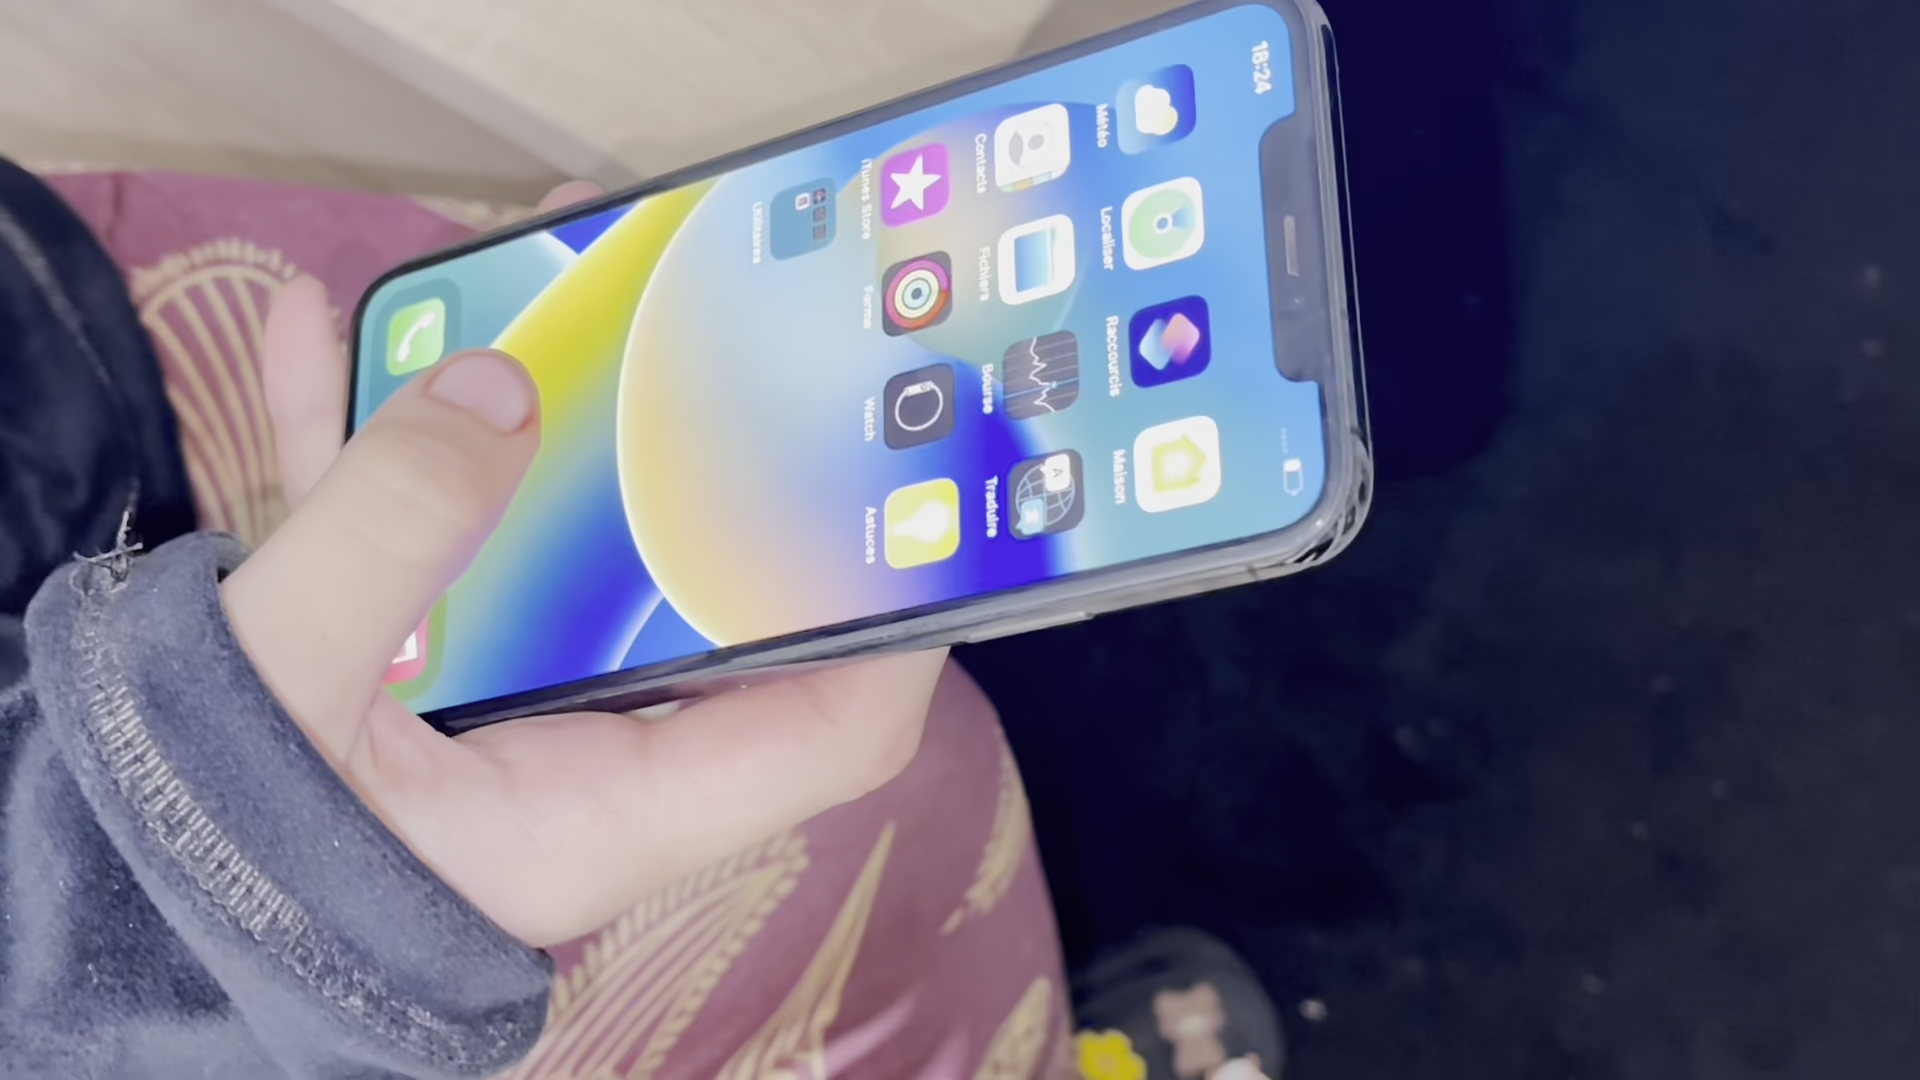 18:24
Météo
Localiser
Raccourcis
Maison
Contacts
Fichiers
Bourse
Traduire
iTunes Store
Forme
Watch
Astuces
Utilitaires